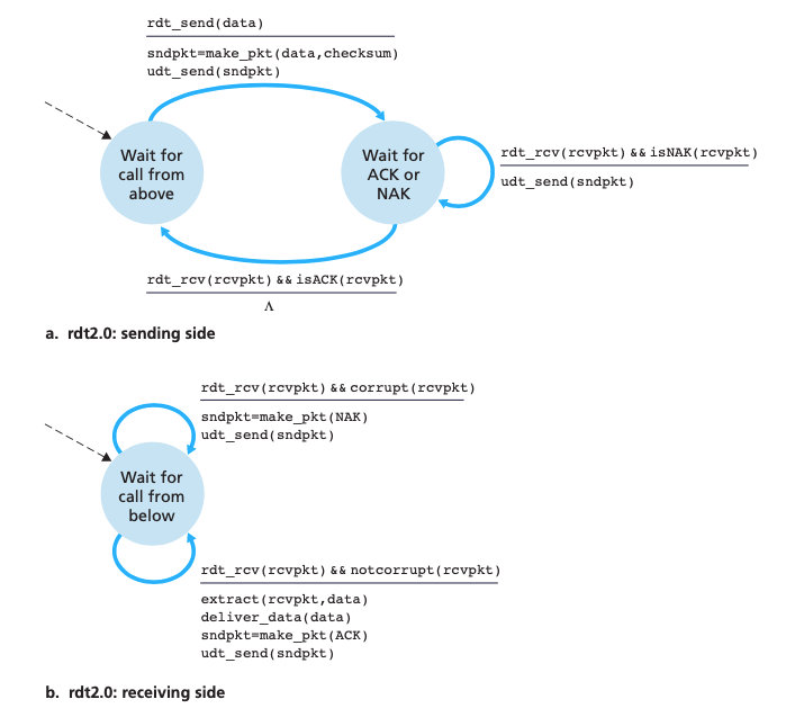 rdt_send(data)
sndpkt=make_pkt(data,checksum)
udt_send(sndpkt)
Wait for
call from
above
Wait for
ACK or
NAK
rdt_rcv(rcvpkt) && isNAK(rcvpkt)
udt_send(sndpkt)
rdt_rcv(rcvpkt) && isACK(rcvpkt)
Λ
a. rdt2.0: sending side
rdt_rcv(rcvpkt) && corrupt(rcvpkt)
sndpkt=make_pkt(NAK)
udt_send(sndpkt)
Wait for
call from
below
rdt_rcv(rcvpkt) && notcorrupt(rcvpkt)
extract(rcvpkt,data)
deliver_data(data)
sndpkt=make_pkt(ACK)
udt_send(sndpkt)
b. rdt2.0: receiving side